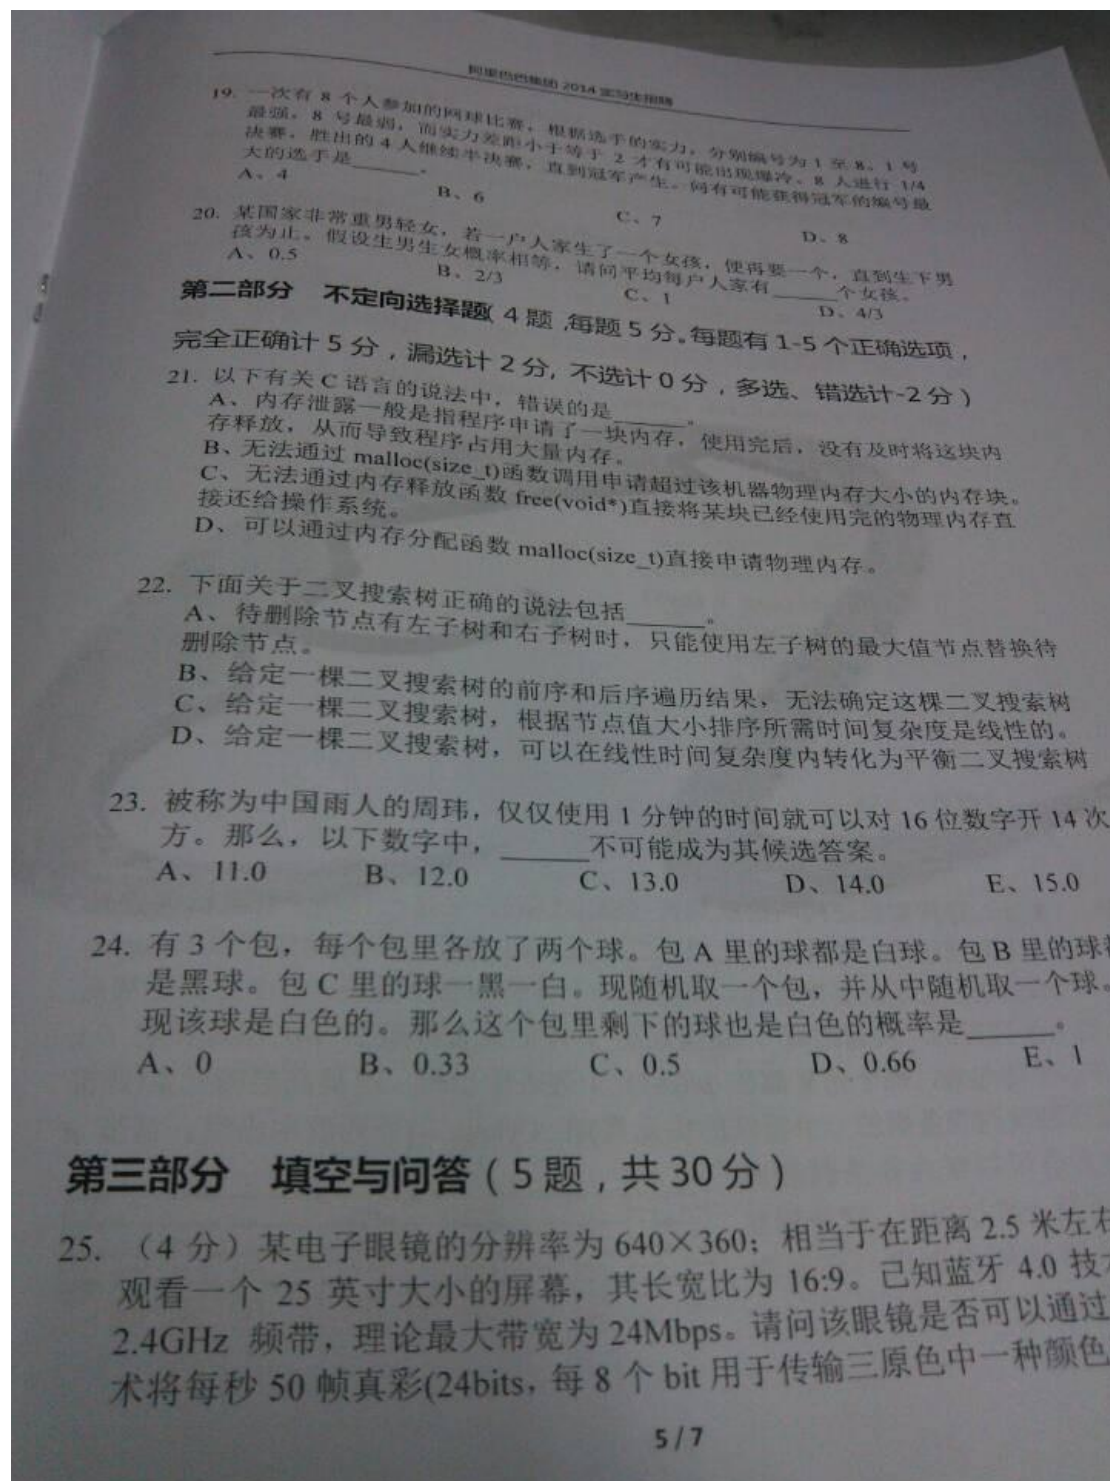 阿里巴巴集团 2014 实习生招聘
19. 一次有 8 个人参加的网球比赛，根据选手的实力，分别编号为 1 至 8。1 号
最强，8 号最弱，而实力差距小于等于 2 才有可能出现爆冷。8 人进行 1/4
决赛，胜出的 4 人继续半决赛，直到冠军产生。问有可能获得冠军的编号最
大的选手是______。
A、4 B、6 C、7 D、8
20. 某国家非常重男轻女，若一户人家生了一个女孩，便再要一个，直到生下男
孩为止。假设生男生女概率相等，请问平均每户人家有______个女孩。
A、0.5 B、2/3 C、1 D、4/3
第二部分 不定向选择题( 4 题 ,每题 5 分。每题有 1-5 个正确选项，
完全正确计 5 分，漏选计 2 分, 不选计 0 分，多选、错选计-2 分）
21. 以下有关 C 语言的说法中，错误的是______。
A、内存泄露一般是指程序申请了一块内存，使用完后，没有及时将这块内
存释放，从而导致程序占用大量内存。
B、无法通过 malloc(size_t)函数调用申请超过该机器物理内存大小的内存块。
C、无法通过内存释放函数 free(void*)直接将某块已经使用完的物理内存直
接还给操作系统。
D、可以通过内存分配函数 malloc(size_t)直接申请物理内存。
22. 下面关于二叉搜索树正确的说法包括______。
A、待删除节点有左子树和右子树时，只能使用左子树的最大值节点替换待
删除节点。
B、给定一棵二叉搜索树的前序和后序遍历结果，无法确定这棵二叉搜索树
C、给定一棵二叉搜索树，根据节点值大小排序所需时间复杂度是线性的。
D、给定一棵二叉搜索树，可以在线性时间复杂度内转化为平衡二叉搜索树
23. 被称为中国雨人的周玮，仅仅使用 1 分钟的时间就可以对 16 位数字开 14 次
方。那么，以下数字中，______不可能成为其候选答案。
A、11.0 B、12.0 C、13.0 D、14.0 E、15.0
24. 有 3 个包，每个包里各放了两个球。包 A 里的球都是白球。包 B 里的球
是黑球。包 C 里的球一黑一白。现随机取一个包，并从中随机取一个球。
现该球是白色的。那么这个包里剩下的球也是白色的概率是______。
A、0 B、0.33 C、0.5 D、0.66 E、1
第三部分 填空与问答（5 题，共 30 分）
25. （4 分）某电子眼镜的分辨率为 640×360；相当于在距离 2.5 米左右
观看一个 25 英寸大小的屏幕，其长宽比为 16:9。已知蓝牙 4.0 技
2.4GHz 频带，理论最大带宽为 24Mbps。请问该眼镜是否可以通过
术将每秒 50 帧真彩(24bits，每 8 个 bit 用于传输三原色中一种颜色
5 / 7